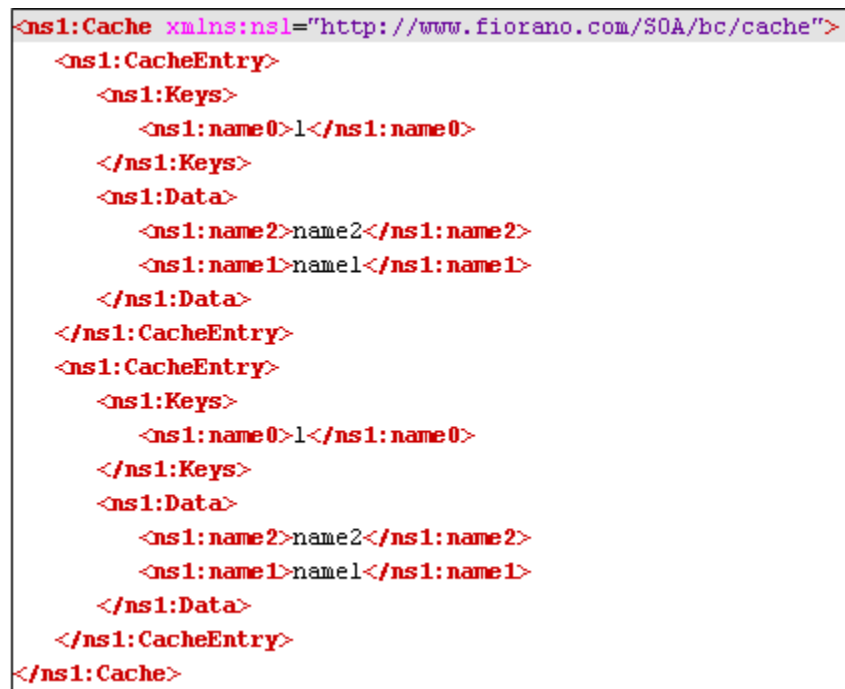 <ns1:Cache xmlns:ns1="http://www.fiorano.com/SOA/bc/cache">
<ns1:CacheEntry>
<ns1:Keys>
<ns1:name0>1</ns1:name0>
</ns1:Keys>
<ns1:Data>
<ns1:name2>name2</ns1:name2>
<ns1:name1>name1</ns1:name1>
</ns1:Data>
</ns1:CacheEntry>
<ns1:CacheEntry>
<ns1:Keys>
<ns1:name0>1</ns1:name0>
</ns1:Keys>
<ns1:Data>
<ns1:name2>name2</ns1:name2>
<ns1:name1>name1</ns1:name1>
</ns1:Data>
</ns1:CacheEntry>
</ns1:Cache>